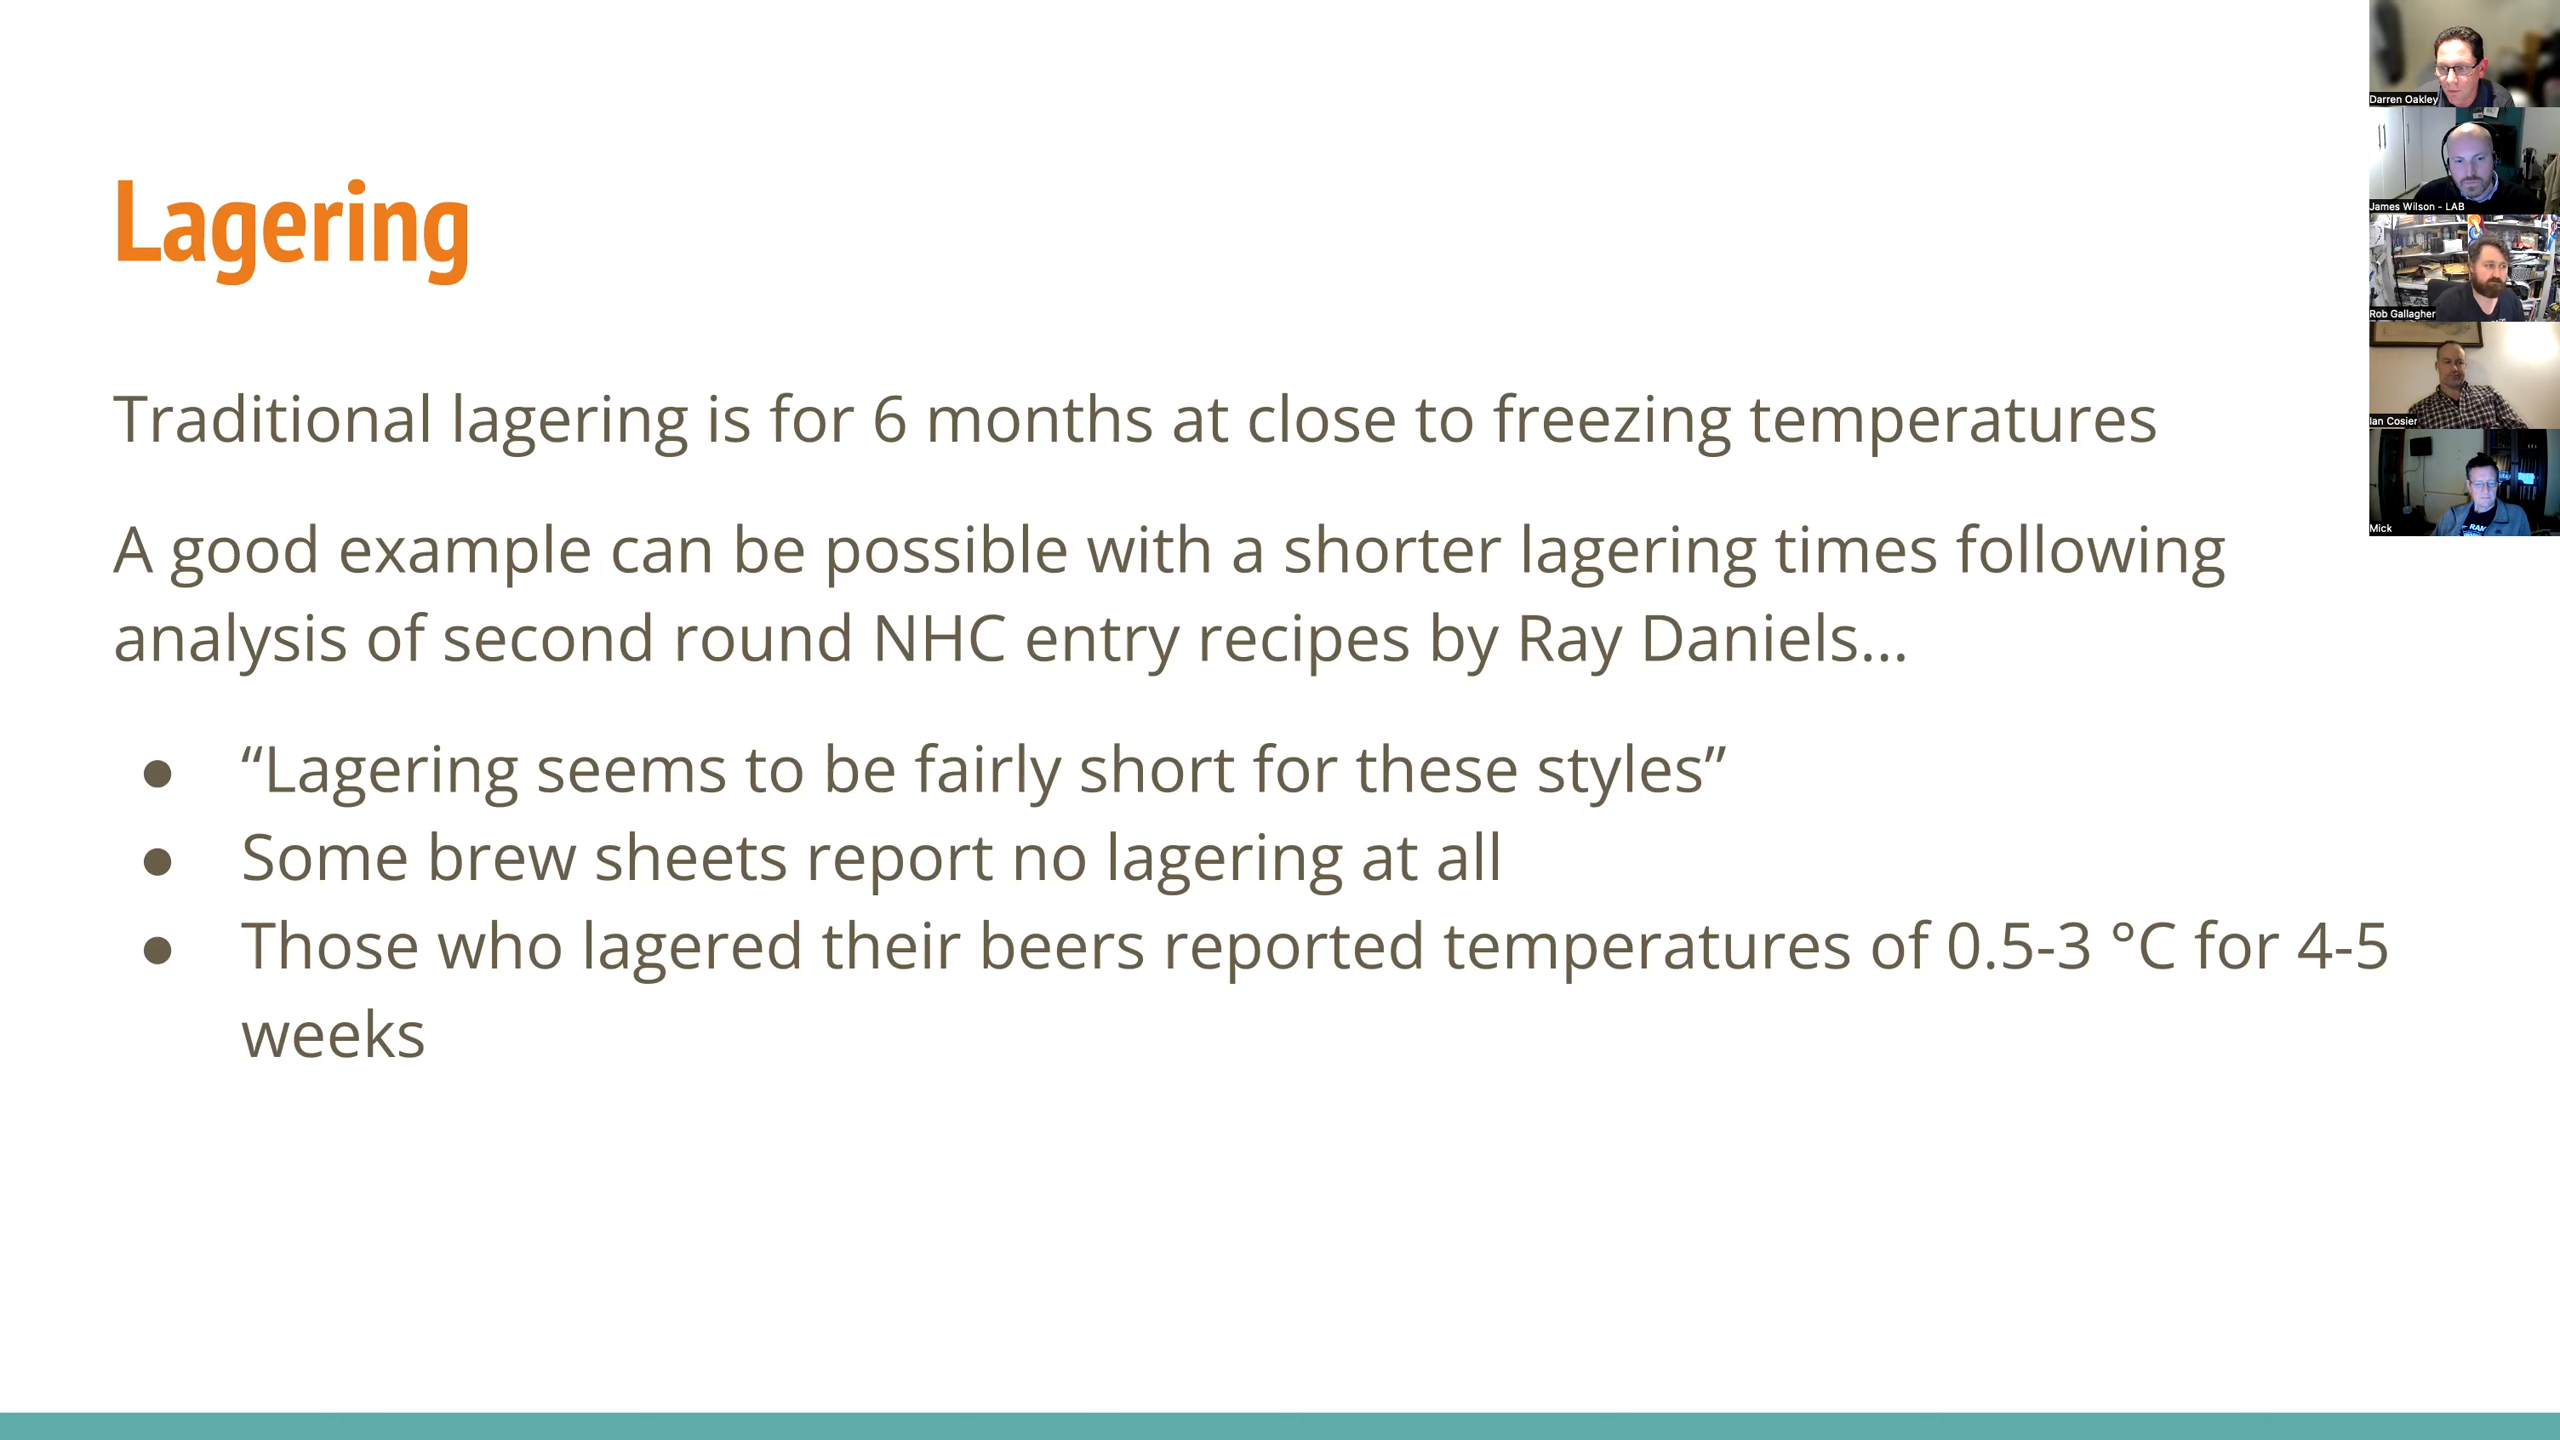 Lagering
Traditional lagering is for 6 months at close to freezing temperatures
A good example can be possible with a shorter lagering times following
analysis of second round NHC entry recipes by Ray Daniels...
● “Lagering seems to be fairly short for these styles”
● Some brew sheets report no lagering at all
● Those who lagered their beers reported temperatures of 0.5-3 °C for 4-5
weeks
Darren Oakley
James Wilson - LAB
Rob Gallagher
Ian Cosier
Mick